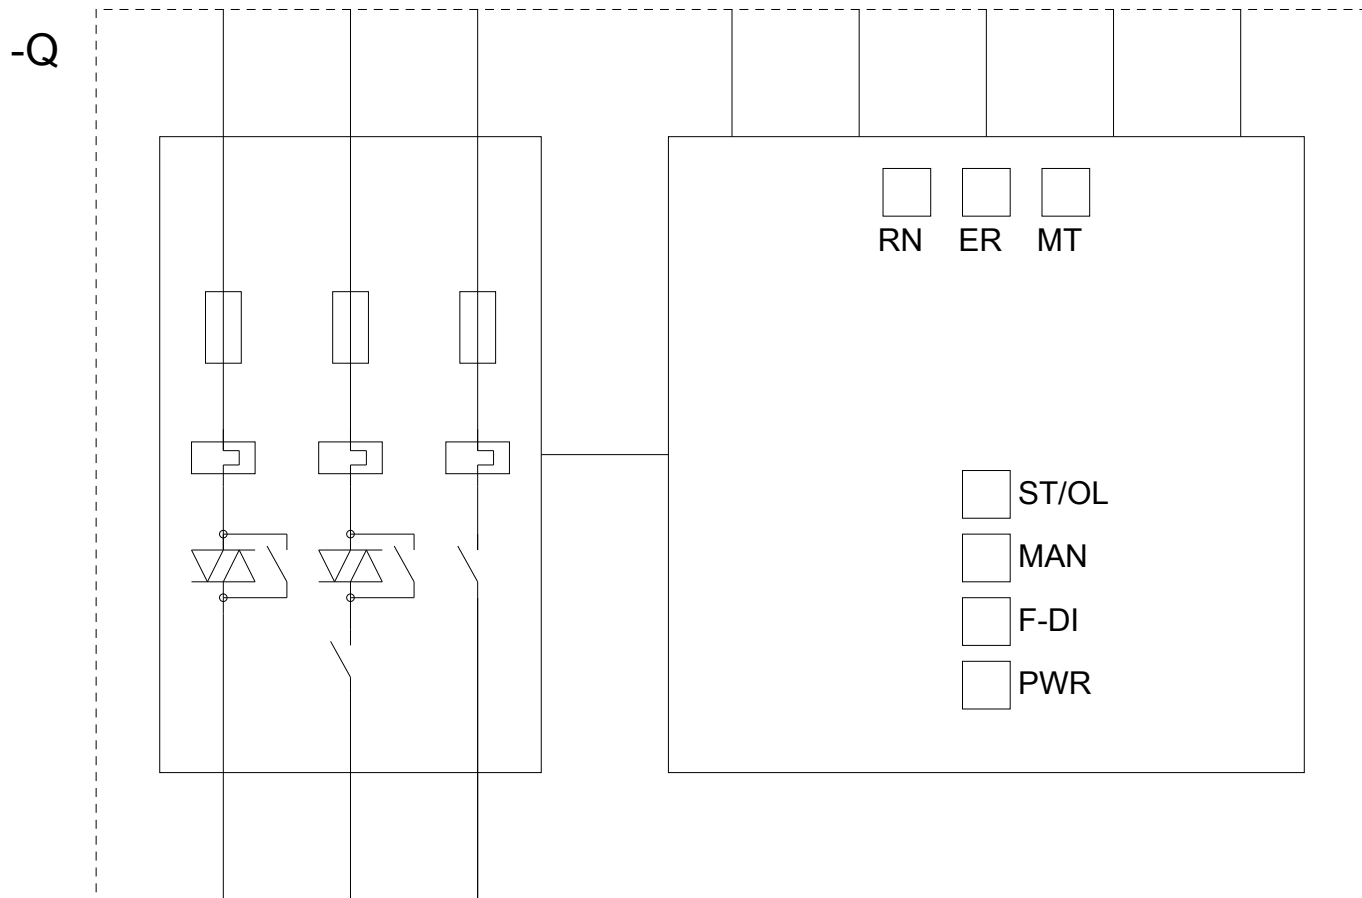 -Q
RN ER MT
ST/OL
MAN
F-DI
PWR